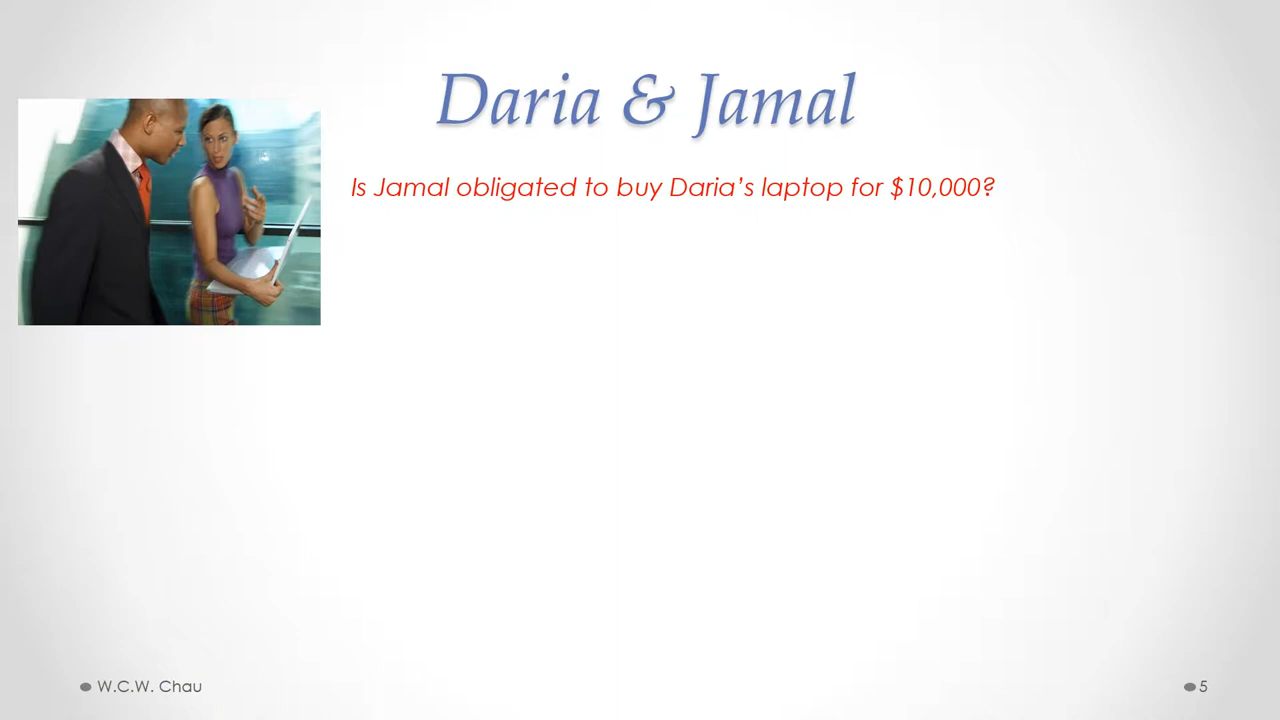 Daria & Jamal
Is Jamal obligated to buy Daria’s laptop for $10,000?
W.C.W. Chau
5